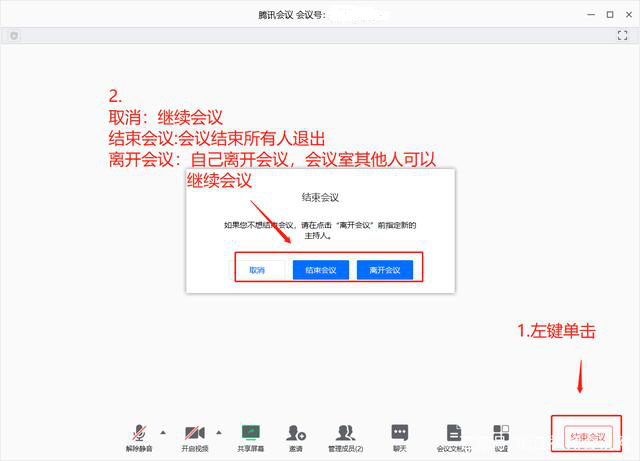 腾讯会议 会议号:
2.
取消：继续会议
结束会议:会议结束所有人退出
离开会议：自己离开会议，会议室其他人可以
继续会议
结束会议
如果您不想结束会议，请在点击“离开会议”前指定新的
主持人。
取消 结束会议 离开会议
1.左键单击
解除静音 开启视频 共享屏幕 邀请 管理成员(2) 聊天 会议文档 设置 结束会议